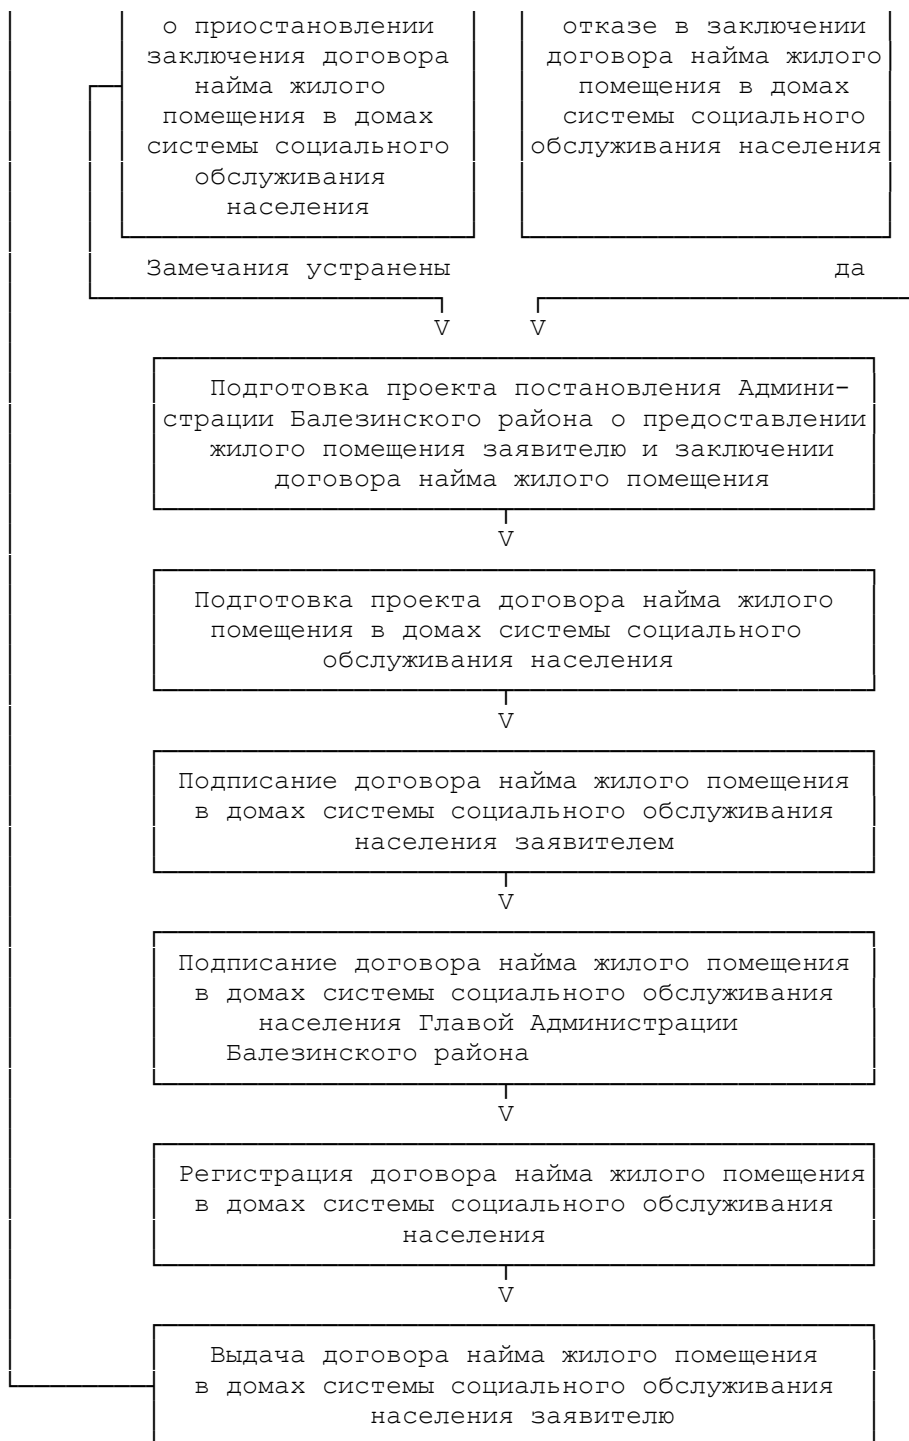 о приостановлении
заключения договора
найма жилого
помещения в домах
системы социального
обслуживания
населения
отказе в заключении
договора найма жилого
помещения в домах
системы социального
обслуживания населения
Замечания устранены
да
V V
Подготовка проекта постановления Админи-
страции Балезинского района о предоставлении
жилого помещения заявителю и заключении
договора найма жилого помещения
V
Подготовка проекта договора найма жилого
помещения в домах системы социального
обслуживания населения
V
Подписание договора найма жилого помещения
в домах системы социального обслуживания
населения заявителем
V
Подписание договора найма жилого помещения
в домах системы социального обслуживания
населения Главой Администрации
Балезинского района
V
Регистрация договора найма жилого помещения
в домах системы социального обслуживания
населения
V
Выдача договора найма жилого помещения
в домах системы социального обслуживания
населения заявителю